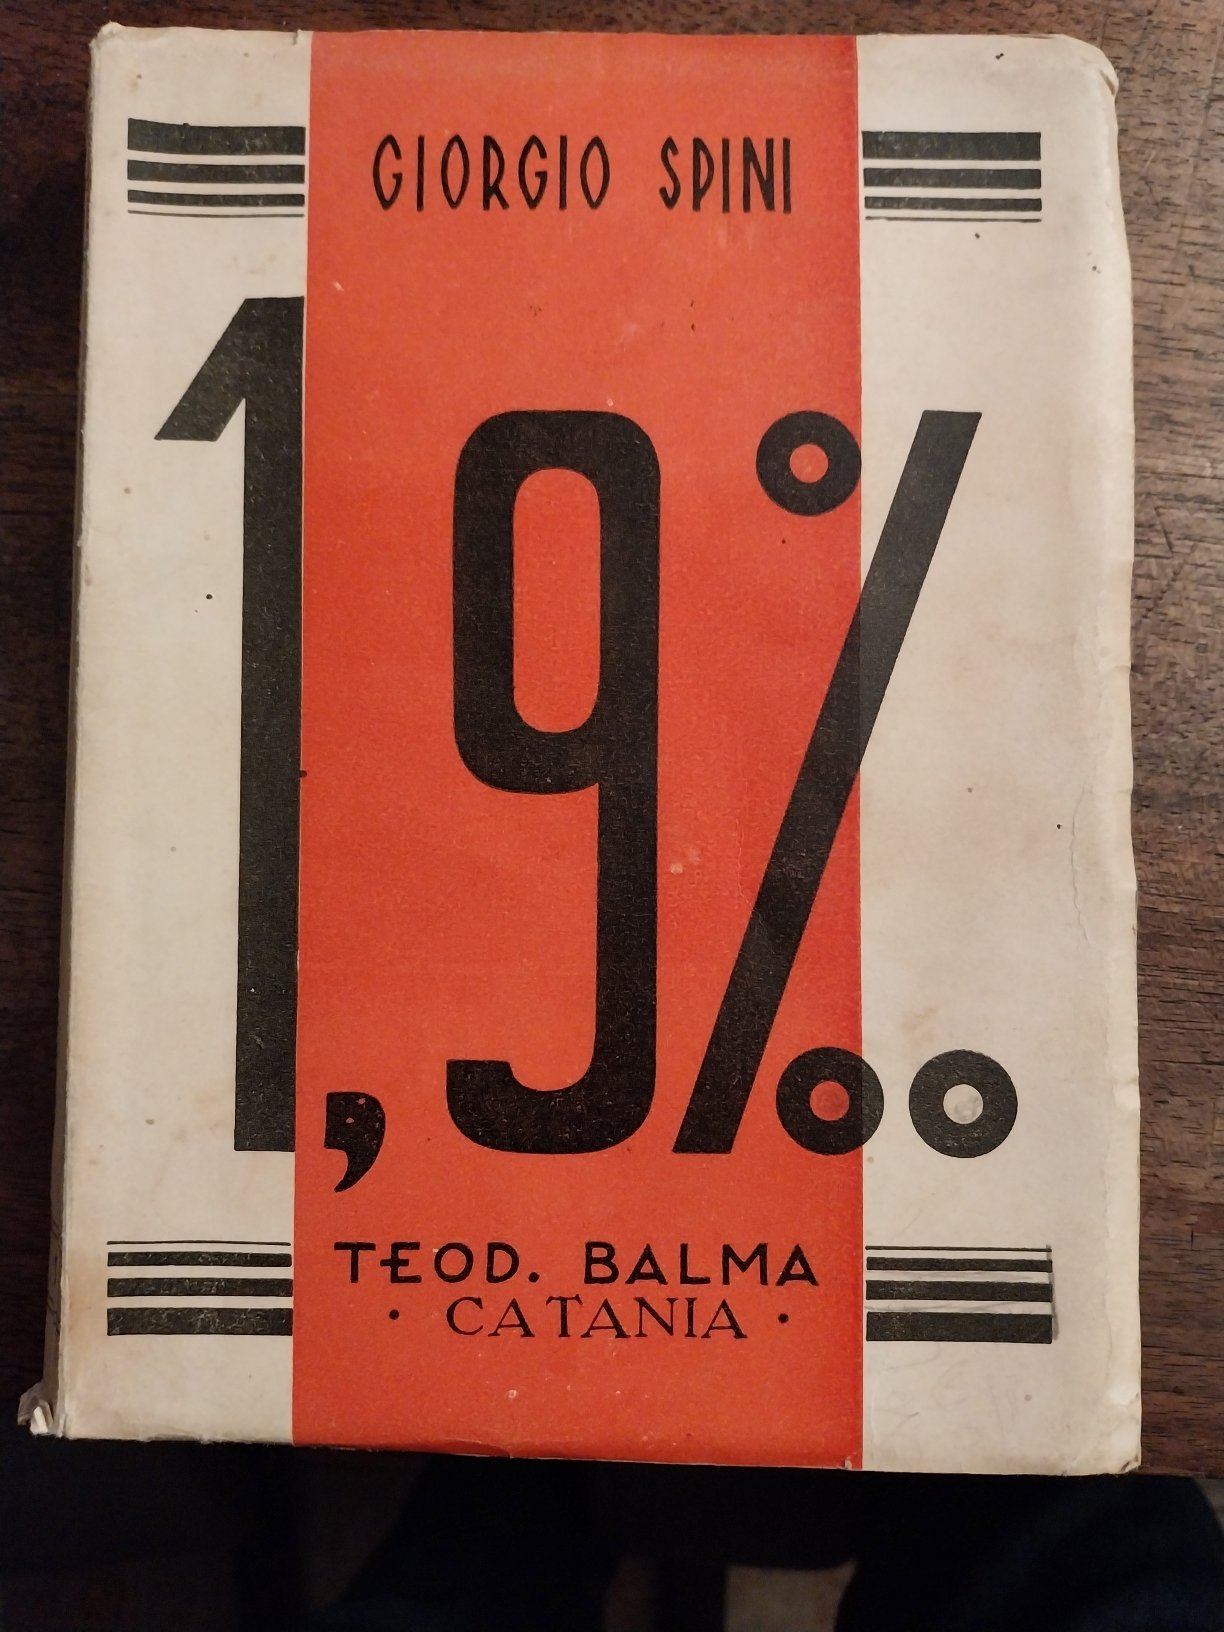 GIORGIO SPINI
1,9‰
TEOD. BALMA
· CATANIA ·